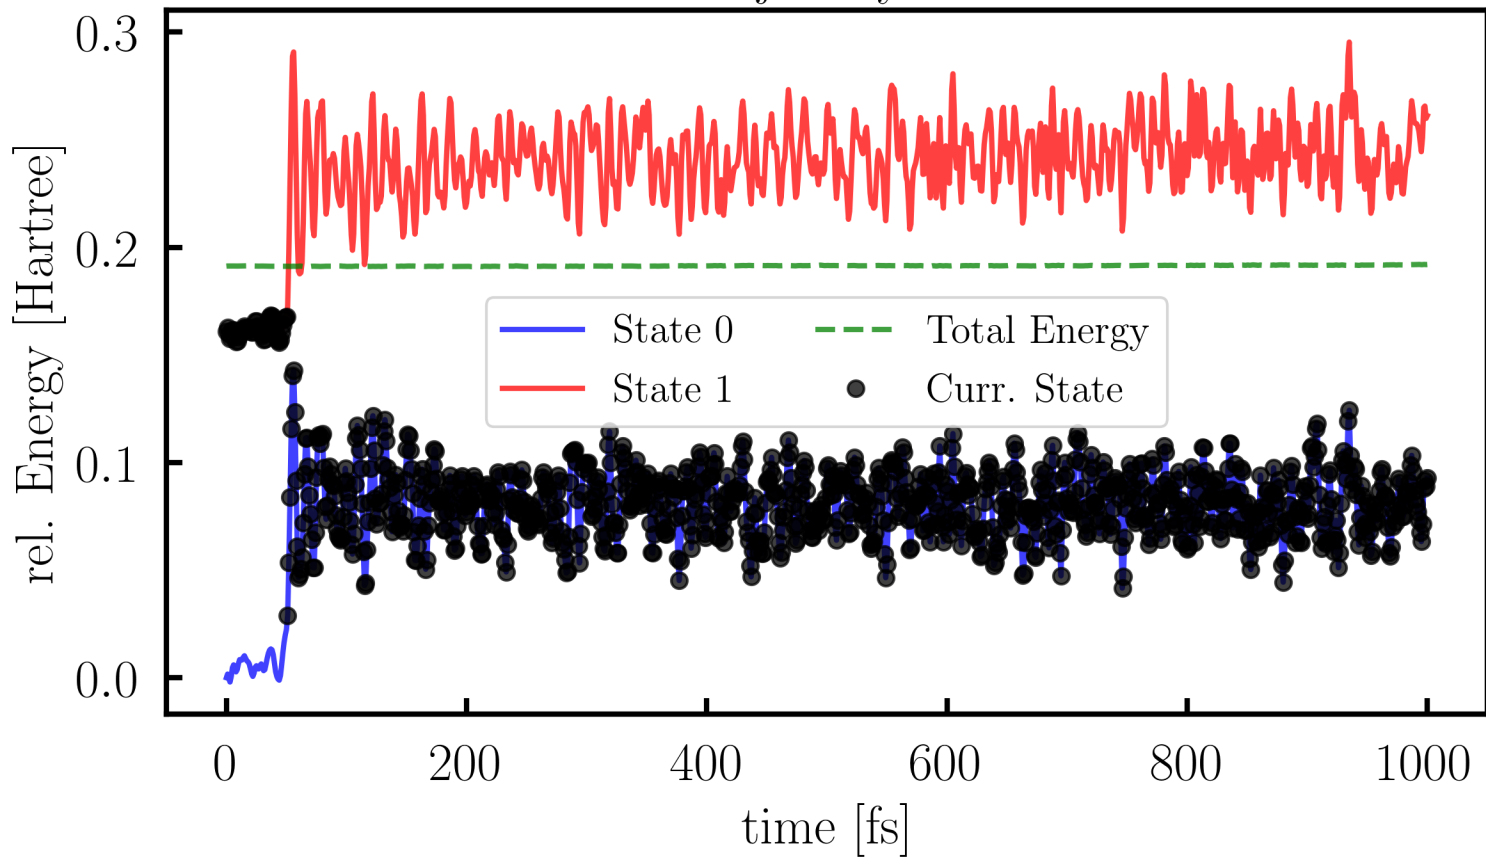 0.3
0.2
0.1
0.0
rel. Energy [Hartree]
State 0
State 1
Total Energy
Curr. State
0 200 400 600 800 1000
time [fs]